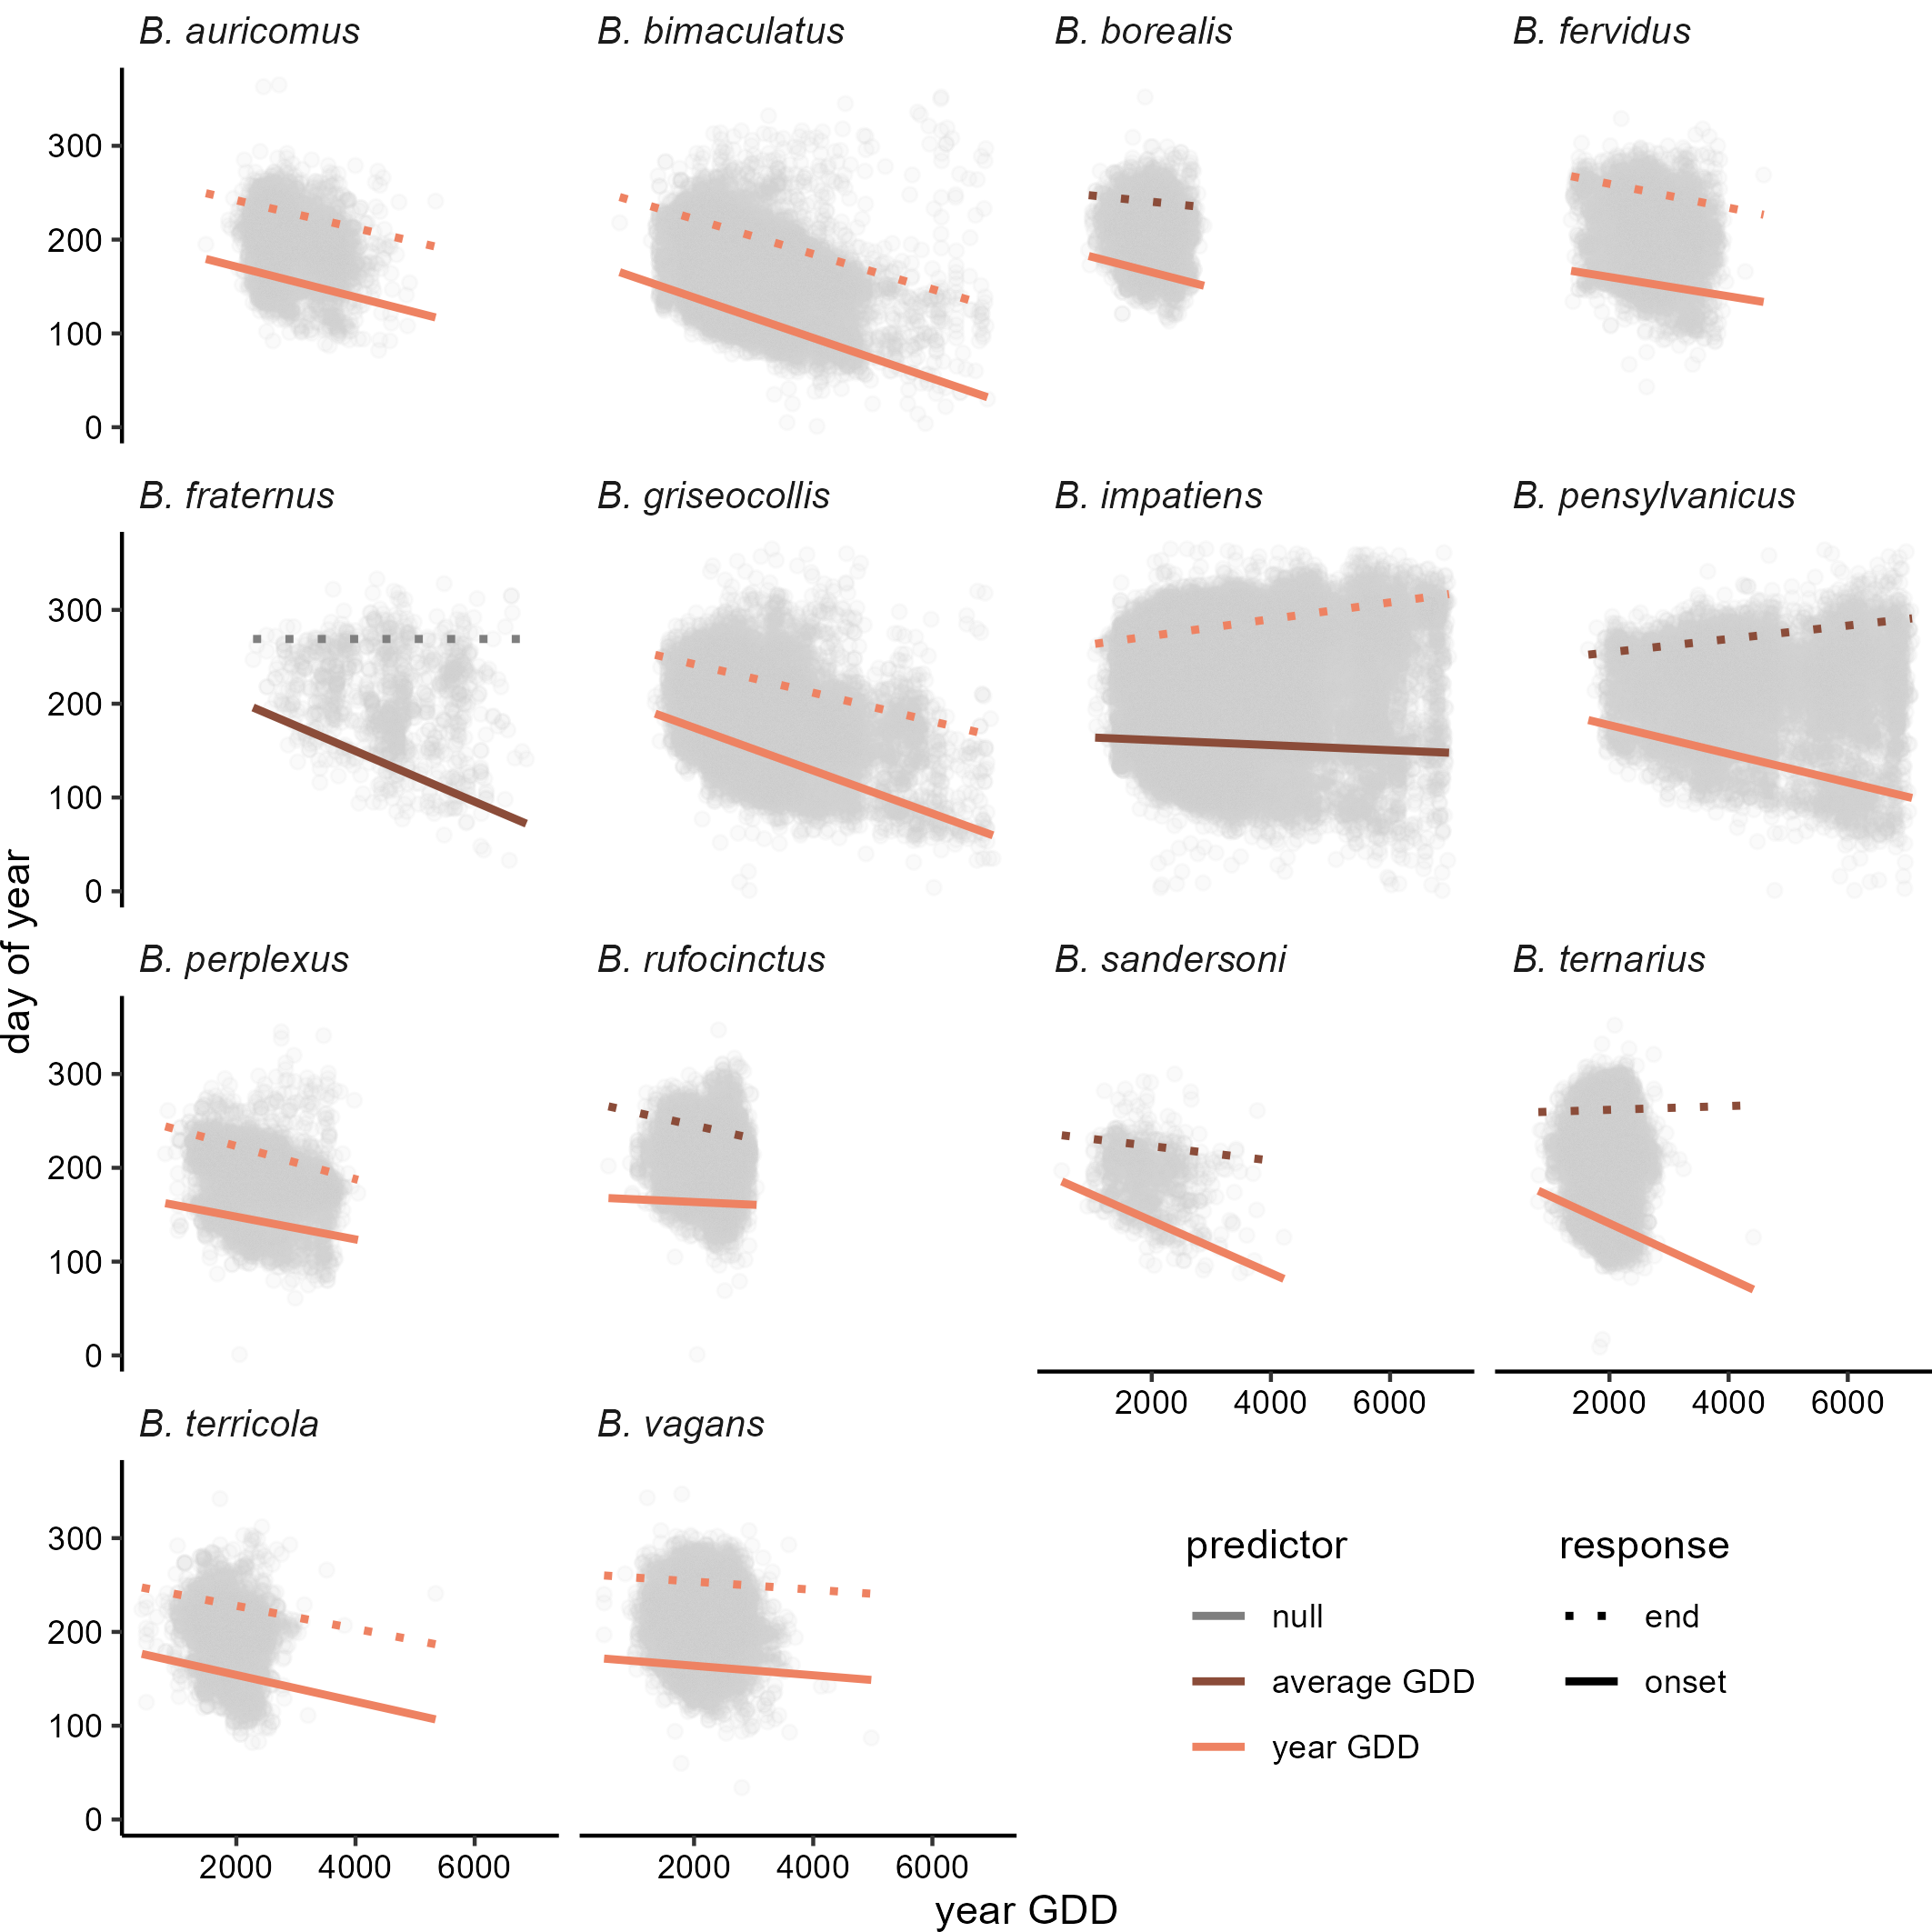 B. auricomus B. bimaculatus B. borealis B. fervidus
300
200
100
0
B. fraternus B. griseocollis B. impatiens B. pensylvanicus
300
200
100
0
day of year
B. perplexus B. rufocinctus B. sandersoni B. ternarius
300
200
100
0
2000 4000 6000 2000 4000 6000
B. terricola B. vagans
300
200
100
0
2000 4000 6000 2000 4000 6000
year GDD
predictor
null
average GDD
year GDD
response
end
onset